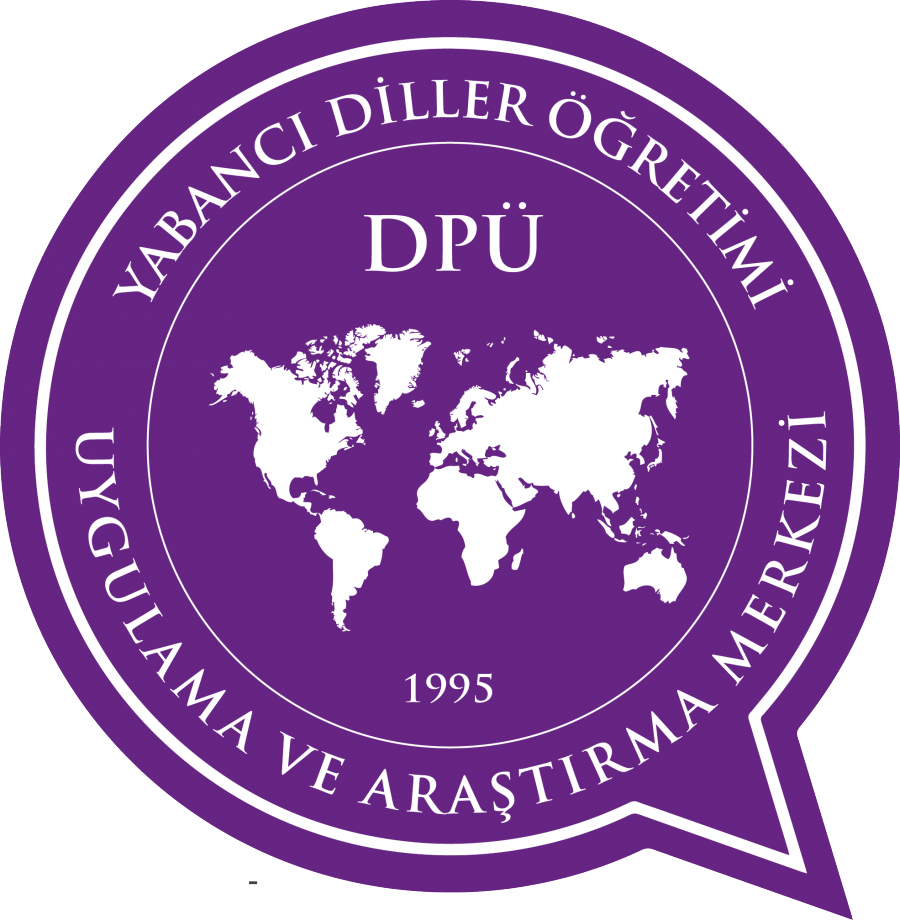 YABANCI DİLLER ÖĞRETİMİ
DPÜ
1995
UYGULAMA VE ARAŞTIRMA MERKEZİ
-